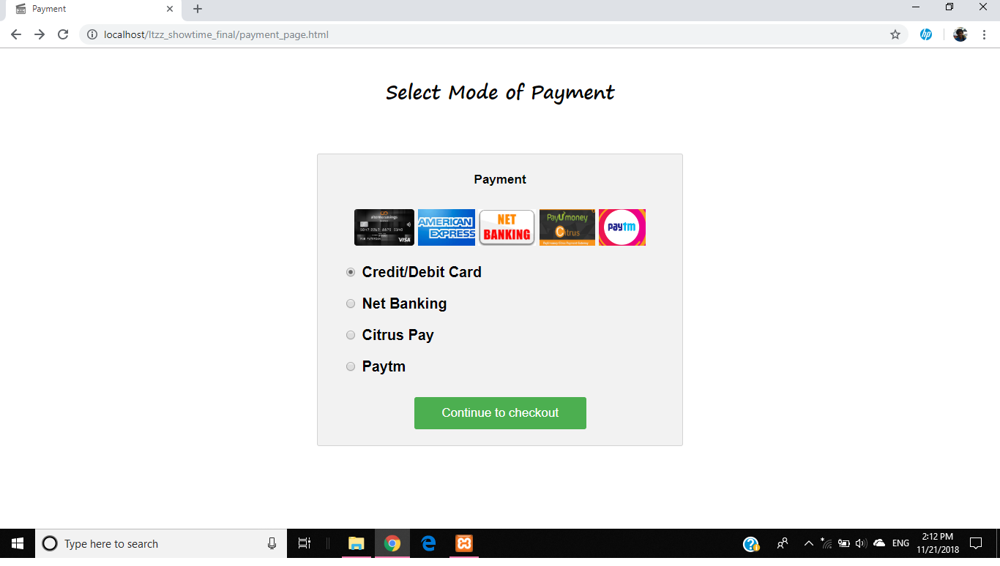 Payment
localhost/ltzz_showtime_final/payment_page.html
hp
Select Mode of Payment
Payment
VISA
AMERICAN
EXPRESS
NET
BANKING
PayUmoney
Citrus
paytm
Credit/Debit Card
Net Banking
Citrus Pay
Paytm
Continue to checkout
Type here to search
ENG
2:12 PM
11/21/2018